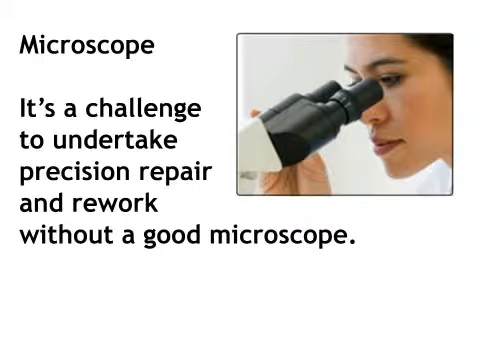 Microscope
It’s a challenge
to undertake
precision repair
and rework
without a good microscope.